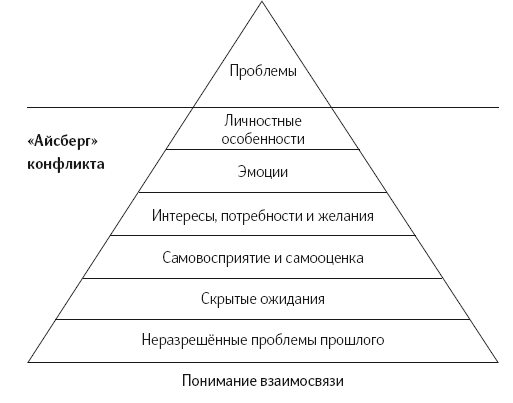 Проблемы
«Айсберг»
конфликта
Личностные
особенности
Эмоции
Интересы, потребности и желания
Самовосприятие и самооценка
Скрытые ожидания
Неразрешённые проблемы прошлого
Понимание взаимосвязи